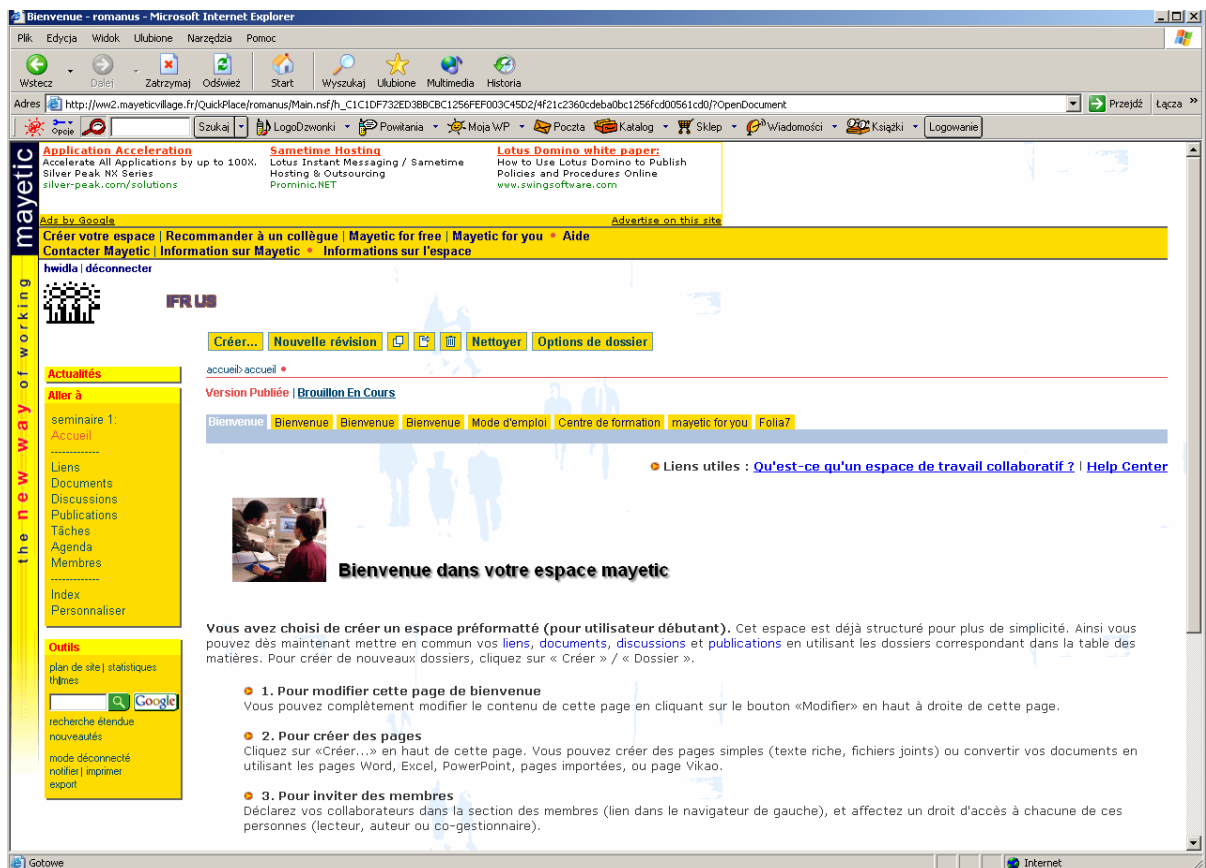 Bienvenue - romanus - Microsoft Internet Explorer
Plik Edycja Widok Ulubione Narzędzia Pomoc
Wstecz Dalej Zatrzymaj Odśwież Start Wyszukaj Ulubione Multimedia Historia
Adres http://ww2.mayeticvillage.fr/QuickPlace/romanus/Main.nsf/h_C1C1DF732ED3BBCBC1256FEF003C45D2/4f21c2360cdeba0bc1256fcd00561cd0/?OpenDocument Przejdź Łącza »
Opcje Szukaj LogoDzwonki Powitania Moja WP Poczta Katalog Sklep Wiadomości Książki Logowanie
mayetic
the new way of working
Application Acceleration
Accelerate All Applications by up to 100X.
Silver Peak NX Series
silver-peak.com/solutions
Sametime Hosting
Lotus Instant Messaging / Sametime
Hosting & Outsourcing
Prominic.NET
Lotus Domino white paper:
How to Use Lotus Domino to Publish
Policies and Procedures Online
www.swingsoftware.com
Ads by Google Advertise on this site
Créer votre espace | Recommander à un collègue | Mayetic for free | Mayetic for you • Aide
Contacter Mayetic | Information sur Mayetic • Informations sur l'espace
hwidla | déconnecter
IFR US
Créer... Nouvelle révision Nettoyer Options de dossier
Actualités
Aller à
seminaire 1:
Accueil
-------------
Liens
Documents
Discussions
Publications
Tâches
Agenda
Membres
-------------
Index
Personnaliser
Outils
plan de site | statistiques
thèmes
Google
recherche étendue
nouveautés
mode déconnecté
notifier | imprimer
export
accueil> accueil •
Version Publiée | Brouillon En Cours
Bienvenue Bienvenue Bienvenue Bienvenue Mode d'emploi Centre de formation mayetic for you Folia7
Liens utiles : Qu'est-ce qu'un espace de travail collaboratif ? | Help Center
Bienvenue dans votre espace mayetic
Vous avez choisi de créer un espace préformatté (pour utilisateur débutant). Cet espace est déjà structuré pour plus de simplicité. Ainsi vous
pouvez dès maintenant mettre en commun vos liens, documents, discussions et publications en utilisant les dossiers correspondant dans la table des
matières. Pour créer de nouveaux dossiers, cliquez sur « Créer » / « Dossier ».
1. Pour modifier cette page de bienvenue
Vous pouvez complètement modifier le contenu de cette page en cliquant sur le bouton «Modifier» en haut à droite de cette page.
2. Pour créer des pages
Cliquez sur «Créer...» en haut de cette page. Vous pouvez créer des pages simples (texte riche, fichiers joints) ou convertir vos documents en
utilisant les pages Word, Excel, PowerPoint, pages importées, ou page Vikao.
3. Pour inviter des membres
Déclarez vos collaborateurs dans la section des membres (lien dans le navigateur de gauche), et affectez un droit d'accès à chacune de ces
personnes (lecteur, auteur ou co-gestionnaire).
Gotowe Internet